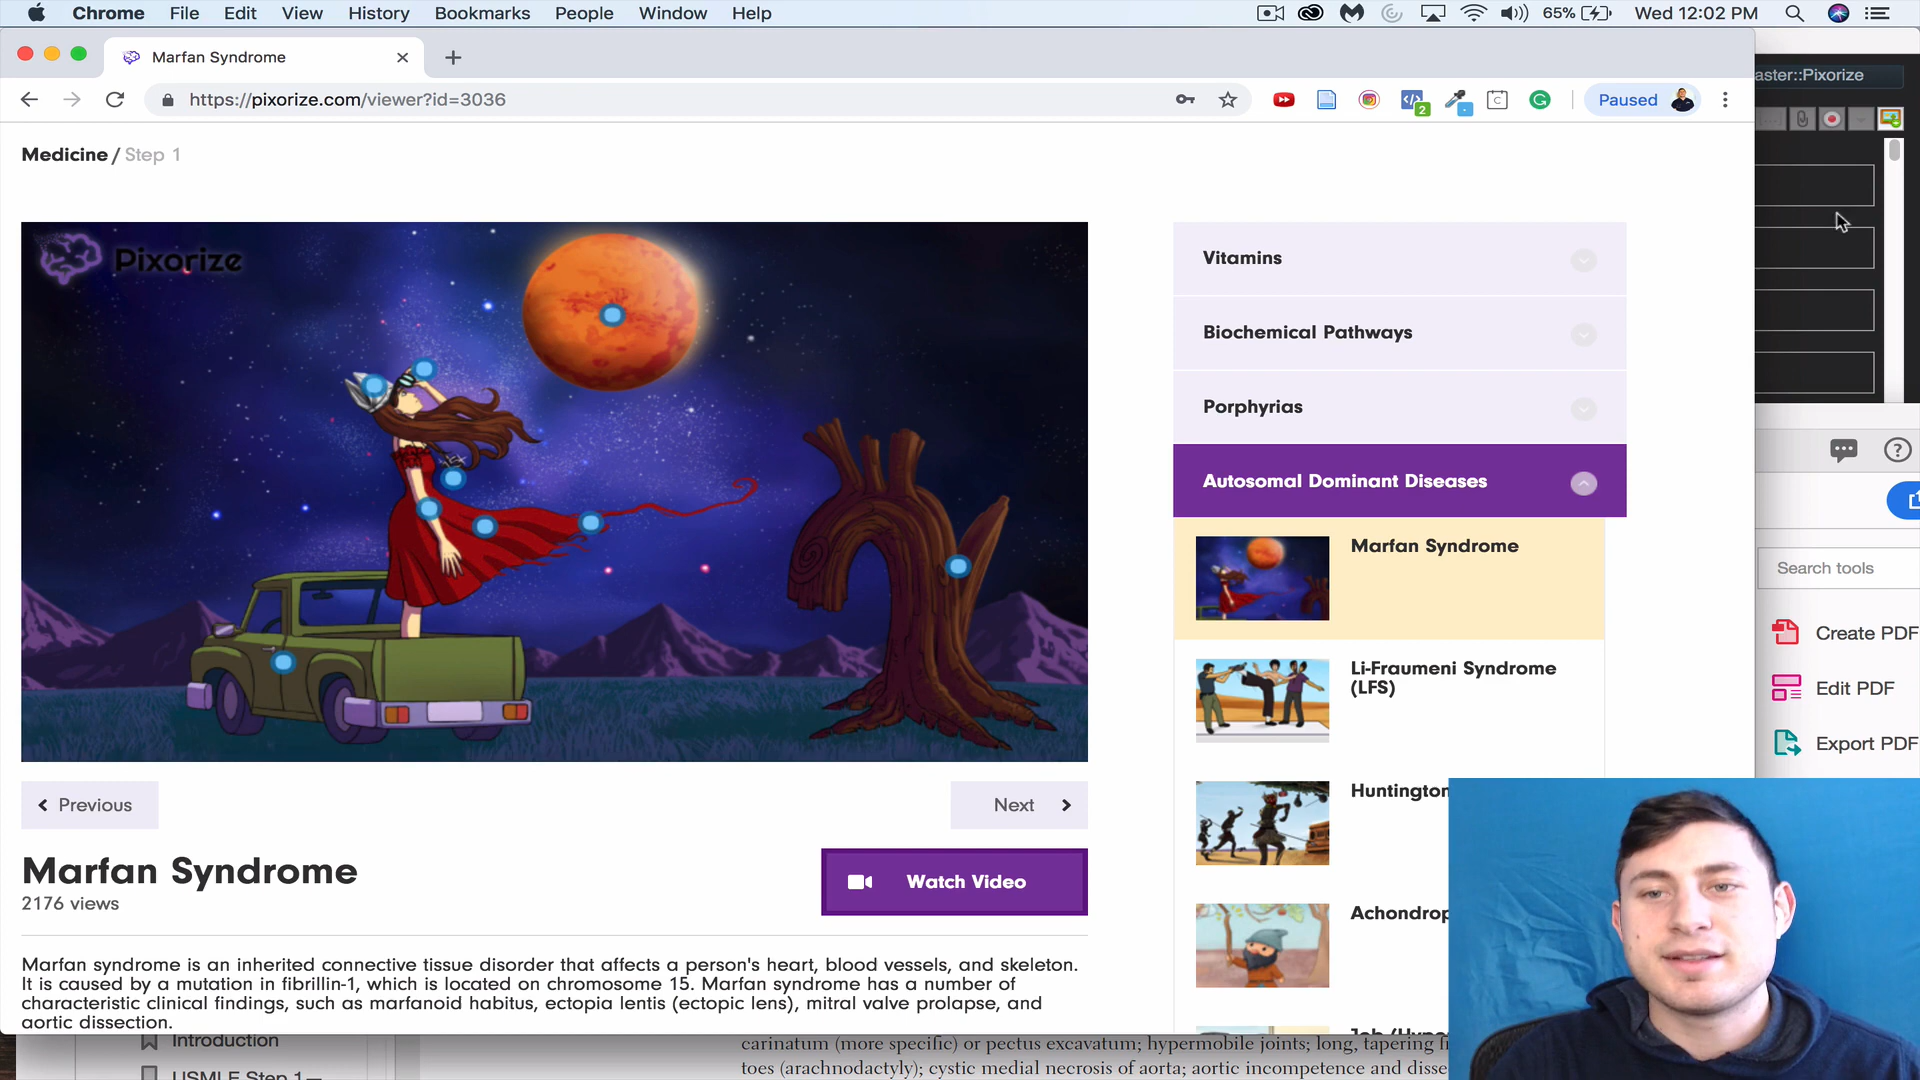 Chrome File Edit View History Bookmarks People Window Help
65% Wed 12:02 PM
Marfan Syndrome
https://pixorize.com/viewer?id=3036
2
Paused
aster::Pixorize
Medicine / Step 1
Pixorize
Vitamins
Biochemical Pathways
Porphyrias
Autosomal Dominant Diseases
Marfan Syndrome
Li-Fraumeni Syndrome
(LFS)
Huntington
Achondrop
Search tools
Create PDF
Edit PDF
Export PDF
Previous
Next
Marfan Syndrome
2176 views
Watch Video
Marfan syndrome is an inherited connective tissue disorder that affects a person's heart, blood vessels, and skeleton.
It is caused by a mutation in fibrillin-1, which is located on chromosome 15. Marfan syndrome has a number of
characteristic clinical findings, such as marfanoid habitus, ectopia lentis (ectopic lens), mitral valve prolapse, and
aortic dissection.
Introduction
USMLE Step 1—
carinatum (more specific) or pectus excavatum; hypermobile joints; long, tapering
toes (arachnodactyly); cystic medial necrosis of aorta; aortic incompetence and disse